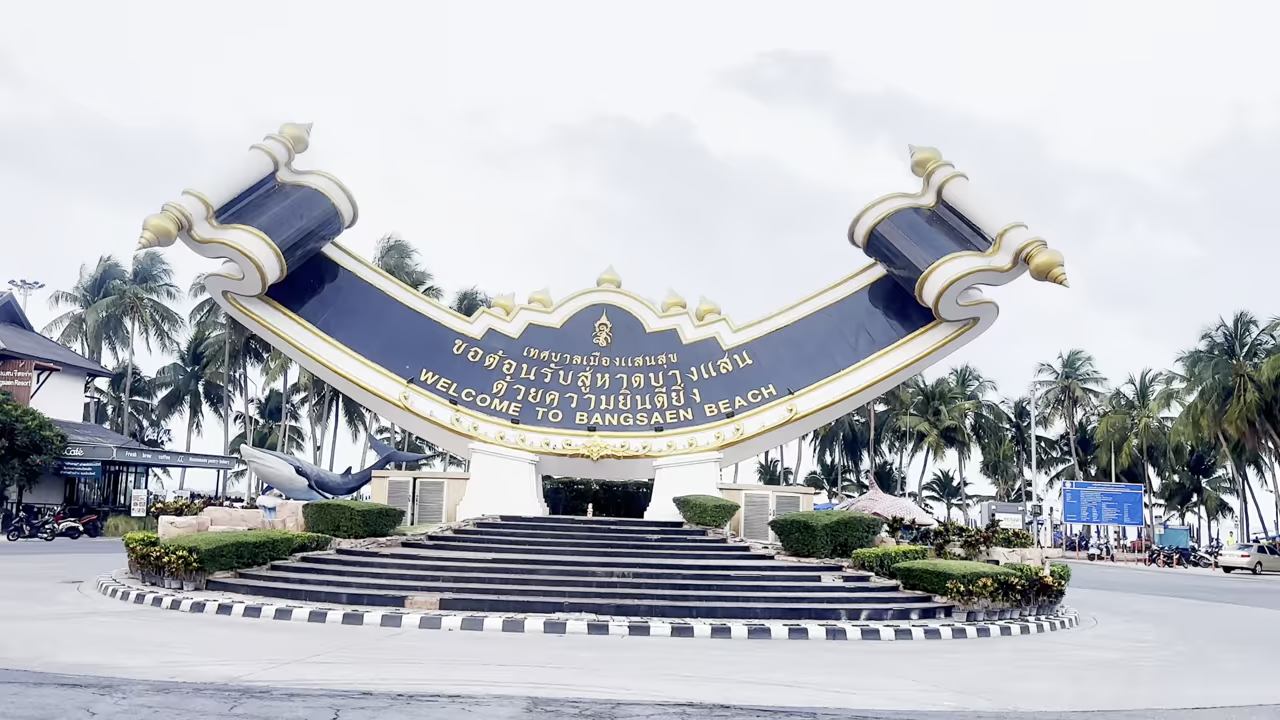 เทศบาลเมืองแสนสุข
ขอต้อนรับสู่หาดบางแสน
ด้วยความยินดียิ่ง
WELCOME TO BANGSAEN BEACH
Resort
Café